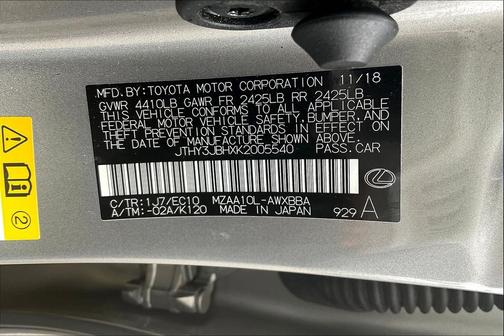 MFD.BY:TOYOTA MOTOR CORPORATION 11/18
GVWR 4410LB GAWR FR 2425LB RR 2425LB
THIS VEHICLE CONFORMS TO ALL APPLICABLE
FEDERAL MOTOR VEHICLE SAFETY, BUMPER, AND
THEFT PREVENTION STANDARDS IN EFFECT ON
THE DATE OF MANUFACTURE SHOWN ABOVE.
JTHY3JBHXK2005540 PASS.CAR
C/TR:1J7/EC10 MZAA10L-AWXBBA
A/TM:-02A/K120 MADE IN JAPAN 929 A
2